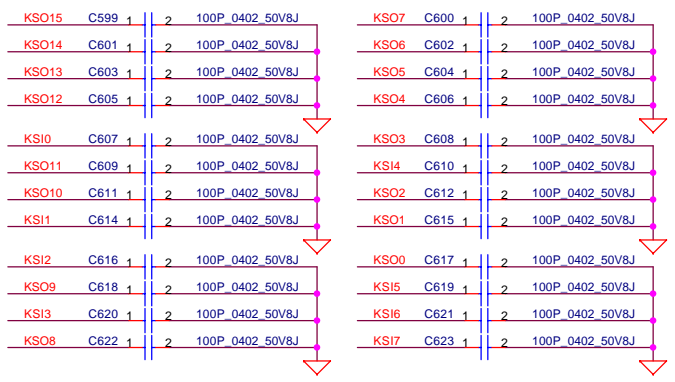 KSO15 C599 1 2 100P_0402_50V8J KSO7 C600 1 2 100P_0402_50V8J
KSO14 C601 1 2 100P_0402_50V8J KSO6 C602 1 2 100P_0402_50V8J
KSO13 C603 1 2 100P_0402_50V8J KSO5 C604 1 2 100P_0402_50V8J
KSO12 C605 1 2 100P_0402_50V8J KSO4 C606 1 2 100P_0402_50V8J
KSI0 C607 1 2 100P_0402_50V8J KSO3 C608 1 2 100P_0402_50V8J
KSO11 C609 1 2 100P_0402_50V8J KSI4 C610 1 2 100P_0402_50V8J
KSO10 C611 1 2 100P_0402_50V8J KSO2 C612 1 2 100P_0402_50V8J
KSI1 C614 1 2 100P_0402_50V8J KSO1 C615 1 2 100P_0402_50V8J
KSI2 C616 1 2 100P_0402_50V8J KSO0 C617 1 2 100P_0402_50V8J
KSO9 C618 1 2 100P_0402_50V8J KSI5 C619 1 2 100P_0402_50V8J
KSI3 C620 1 2 100P_0402_50V8J KSI6 C621 1 2 100P_0402_50V8J
KSO8 C622 1 2 100P_0402_50V8J KSI7 C623 1 2 100P_0402_50V8J